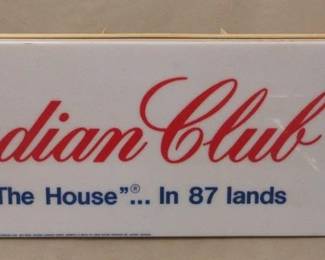 dian Club
The House"®... In 87 lands